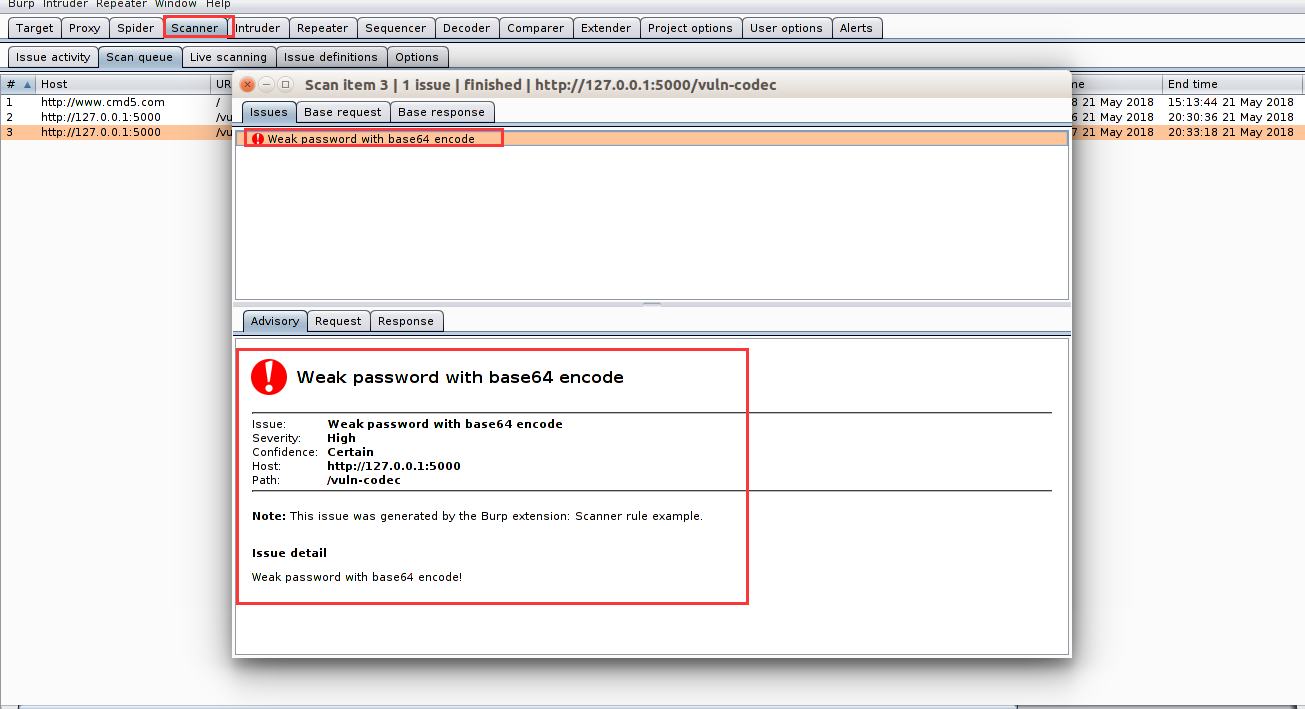 Burp Intruder Repeater Window Help
Target Proxy Spider Scanner Intruder Repeater Sequencer Decoder Comparer Extender Project options User options Alerts
Issue activity Scan queue Live scanning Issue definitions Options
# Host UR me End time
1 http://www.cmd5.com / 8 21 May 2018 15:13:44 21 May 2018
2 http://127.0.0.1:5000 /vu 6 21 May 2018 20:30:36 21 May 2018
3 http://127.0.0.1:5000 /vu 7 21 May 2018 20:33:18 21 May 2018
Scan item 3 | 1 issue | finished | http://127.0.0.1:5000/vuln-codec
Issues Base request Base response
Weak password with base64 encode
Advisory Request Response
Weak password with base64 encode
Issue: Weak password with base64 encode
Severity: High
Confidence: Certain
Host: http://127.0.0.1:5000
Path: /vuln-codec
Note: This issue was generated by the Burp extension: Scanner rule example.
Issue detail
Weak password with base64 encode!